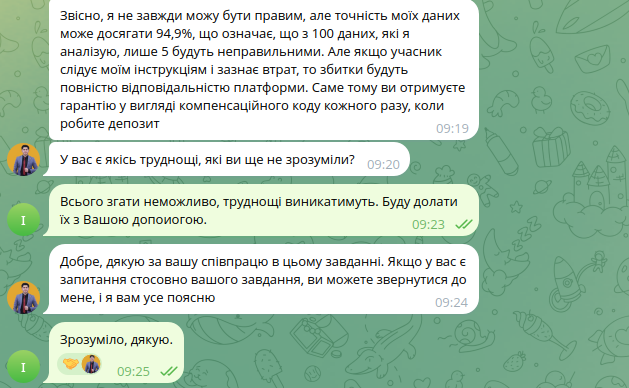 Звісно, я не завжди можу бути правим, але точність моїх даних
може досягати 94,9%, що означає, що з 100 даних, які я
аналізую, лише 5 будуть неправильними. Але якщо учасник
слідує моїм інструкціям і зазнає втрат, то збитки будуть
повністю відповідальністю платформи. Саме тому ви отримуєте
гарантію у вигляді компенсаційного коду кожного разу, коли
робите депозит
09:19
У вас є якісь труднощі, які ви ще не зрозуміли?
09:20
Всього згати неможливо, труднощі виникатимуть. Буду долати
їх з Вашою допоиогою.
09:23
І
Добре, дякую за вашу співпрацю в цьому завданні. Якщо у вас є
запитання стосовно вашого завдання, ви можете звернутися до
мене, і я вам усе поясню
09:24
Зрозуміло, дякую.
09:25
І